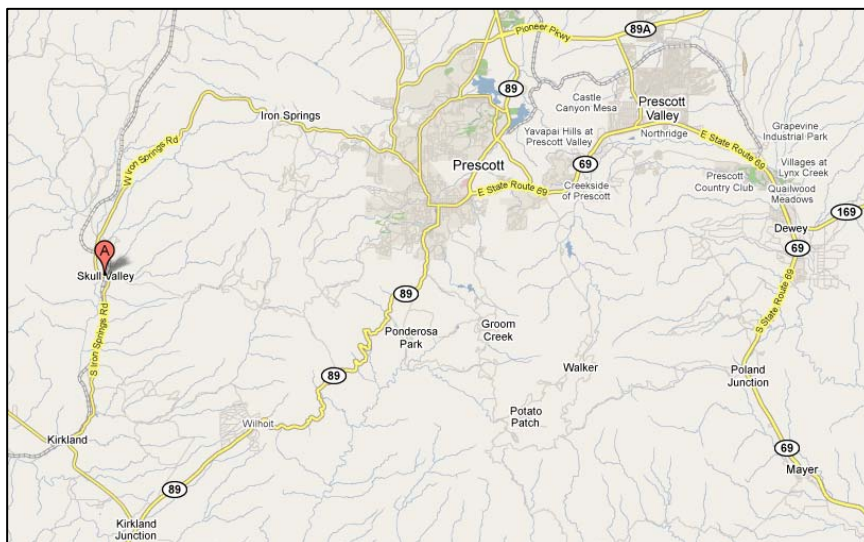 Pioneer Pkwy
89A
89
Castle
Canyon Mesa
Prescott
Valley
Iron Springs
W Iron Springs Rd
Yavapai Hills at
Prescott Valley
Northridge
E State Route 69
Grapevine
Industrial Park
Prescott
69
Villages at
Lynx Creek
Prescott
Country Club
Quailwood
Meadows
E State Route 69
Creekside
of Prescott
169
Dewey
69
A
Skull Valley
89
S Iron Springs Rd
S State Route 69
Ponderosa
Park
Groom
Creek
89
Walker
Poland
Junction
Potato
Patch
Wilhoit
Kirkland
69
Mayer
89
Kirkland
Junction